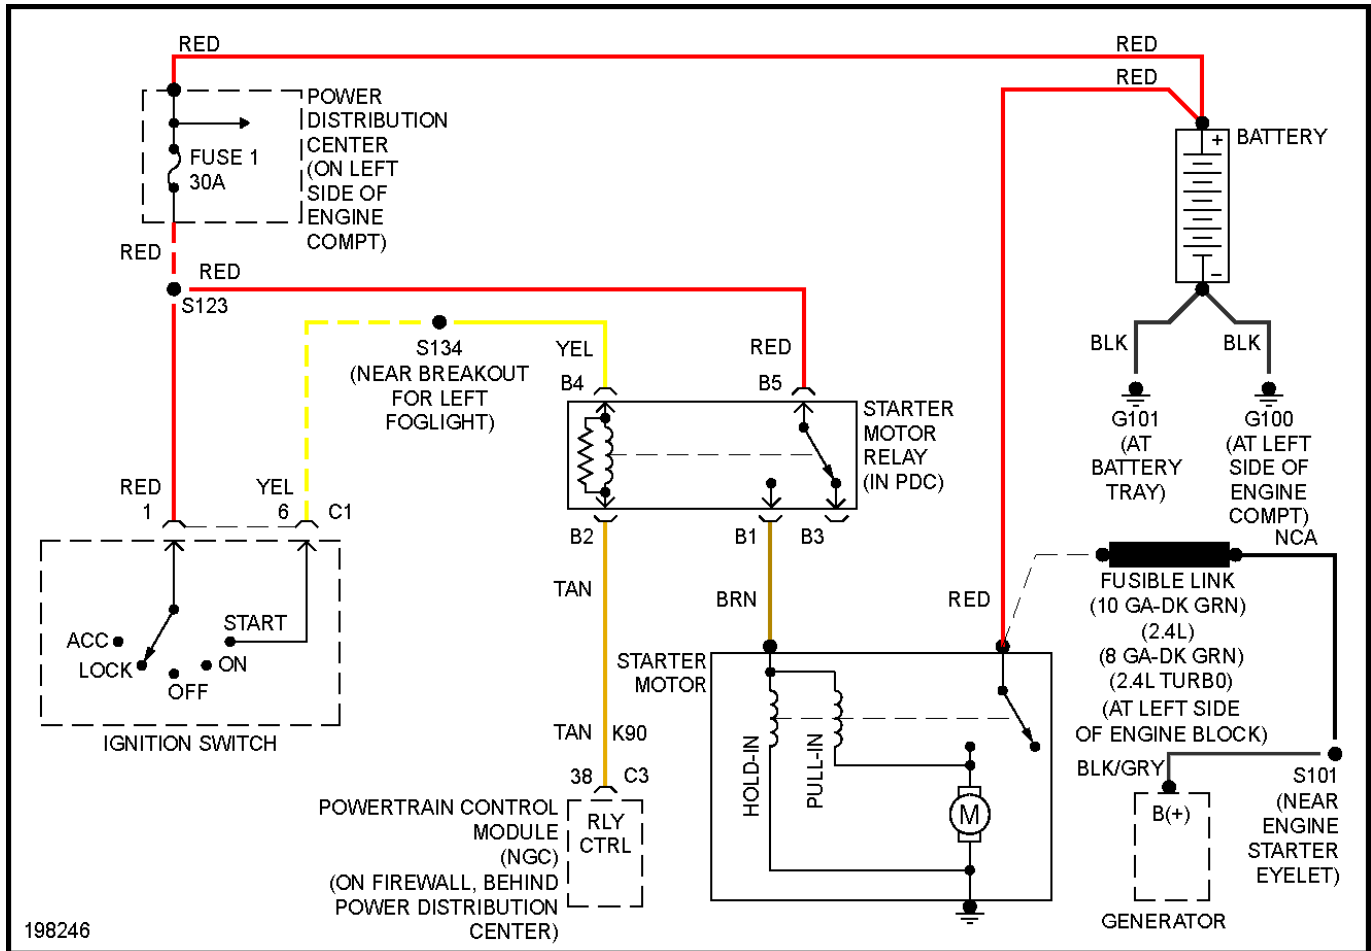 RED
RED
RED
POWER
DISTRIBUTION
CENTER
(ON LEFT
SIDE OF
ENGINE
COMPT)
FUSE 1
30A
+
BATTERY
–
RED
RED
S123
S134
(NEAR BREAKOUT
FOR LEFT
FOGLIGHT)
YEL
B4
RED
B5
STARTER
MOTOR
RELAY
(IN PDC)
BLK
BLK
G101
(AT
BATTERY
TRAY)
G100
(AT LEFT
SIDE OF
ENGINE
COMPT)
RED
1
YEL
6
C1
B2
B1
B3
NCA
TAN
BRN
RED
FUSIBLE LINK
(10 GA-DK GRN)
(2.4L)
(8 GA-DK GRN)
(2.4L TURB0)
(AT LEFT SIDE
OF ENGINE BLOCK)
ACC
LOCK
OFF
ON
START
IGNITION SWITCH
STARTER
MOTOR
HOLD-IN
PULL-IN
M
TAN
K90
38
C3
POWERTRAIN CONTROL
MODULE
(NGC)
(ON FIREWALL, BEHIND
POWER DISTRIBUTION
CENTER)
RLY
CTRL
BLK/GRY
S101
(NEAR
ENGINE
STARTER
EYELET)
B(+)
GENERATOR
198246